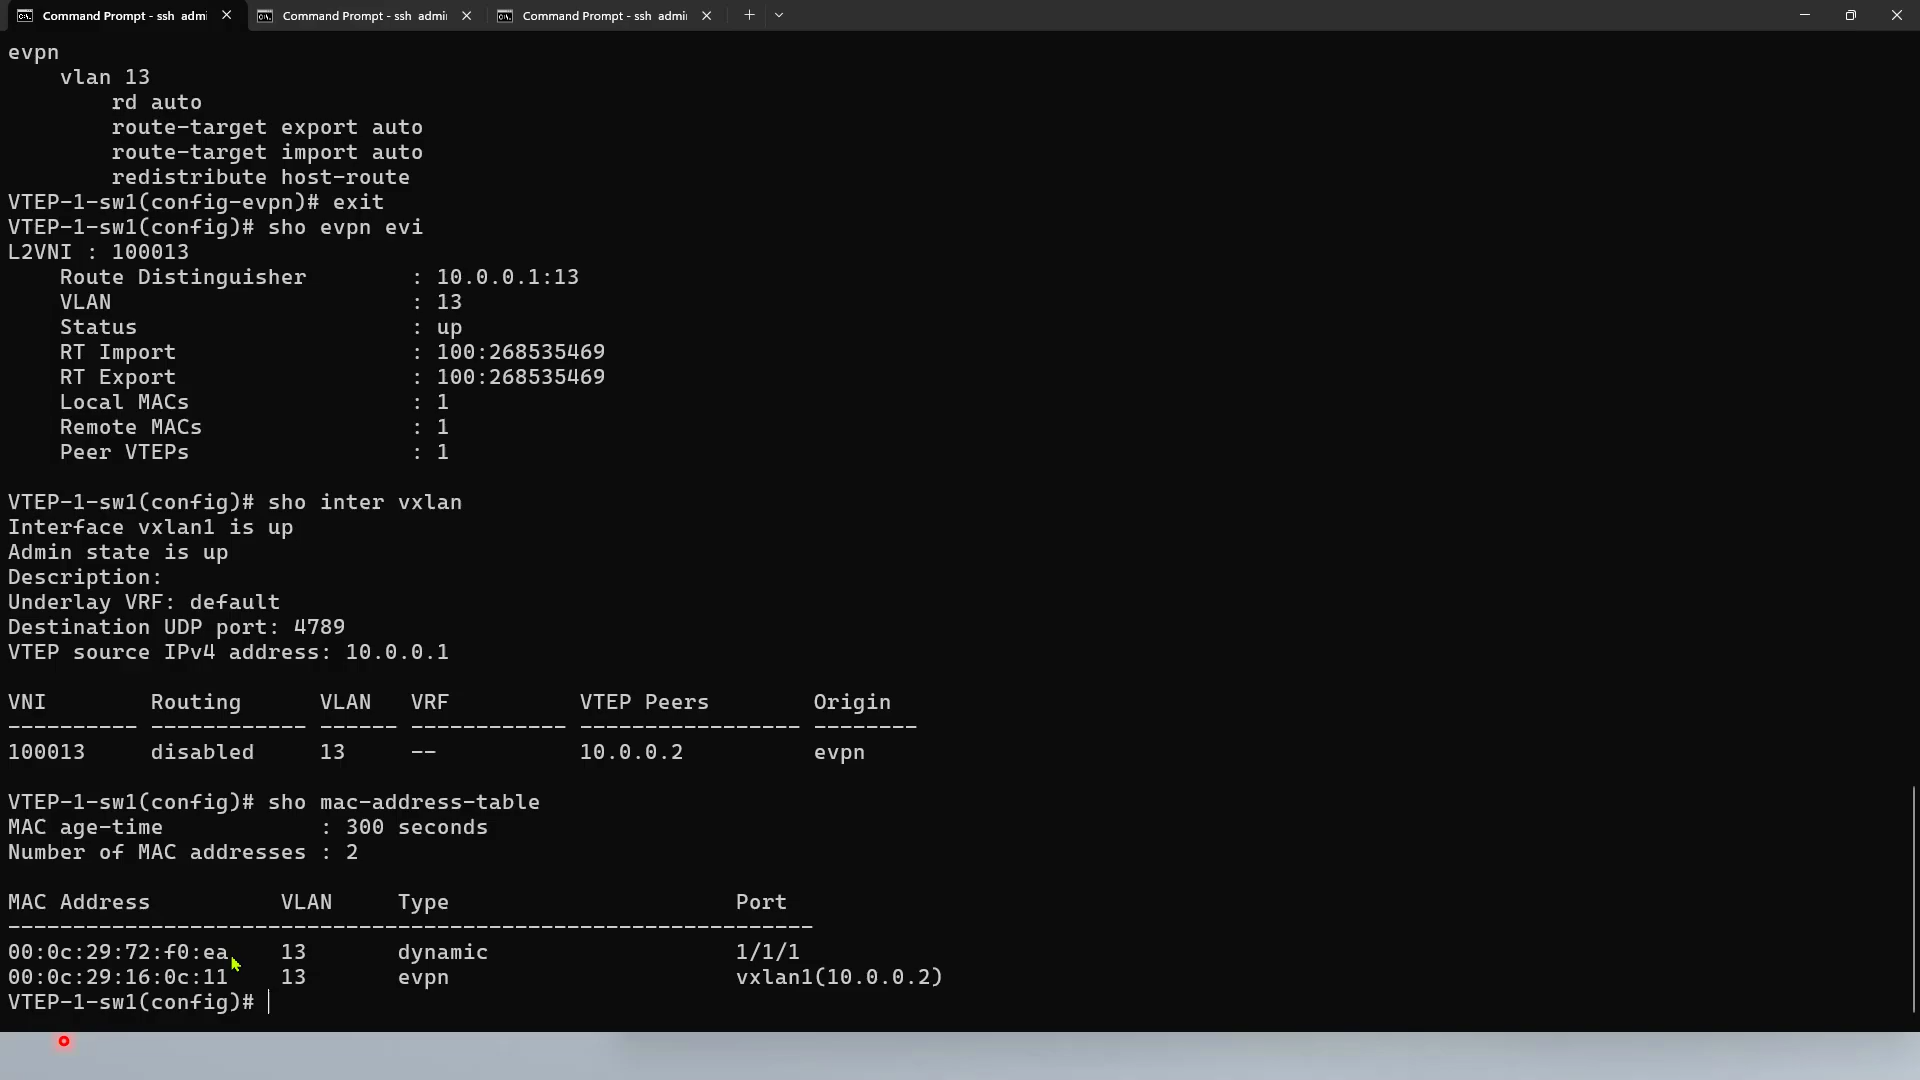 Command Prompt - ssh admi
Command Prompt - ssh admi
Command Prompt - ssh admi
evpn
    vlan 13
        rd auto
        route-target export auto
        route-target import auto
        redistribute host-route
VTEP-1-sw1(config-evpn)# exit
VTEP-1-sw1(config)# sho evpn evi
L2VNI : 100013
    Route Distinguisher        : 10.0.0.1:13
    VLAN                       : 13
    Status                     : up
    RT Import                  : 100:268535469
    RT Export                  : 100:268535469
    Local MACs                 : 1
    Remote MACs                : 1
    Peer VTEPs                 : 1
VTEP-1-sw1(config)# sho inter vxlan
Interface vxlan1 is up
Admin state is up
Description:
Underlay VRF: default
Destination UDP port: 4789
VTEP source IPv4 address: 10.0.0.1
VNI        Routing      VLAN   VRF          VTEP Peers        Origin
---------- ------------ ------ ------------ ----------------- --------
100013     disabled     13     --           10.0.0.2          evpn
VTEP-1-sw1(config)# sho mac-address-table
MAC age-time            : 300 seconds
Number of MAC addresses : 2
MAC Address          VLAN     Type                      Port
--------------------------------------------------------------
00:0c:29:72:f0:ea    13       dynamic                   1/1/1
00:0c:29:16:0c:11    13       evpn                      vxlan1(10.0.0.2)
VTEP-1-sw1(config)#